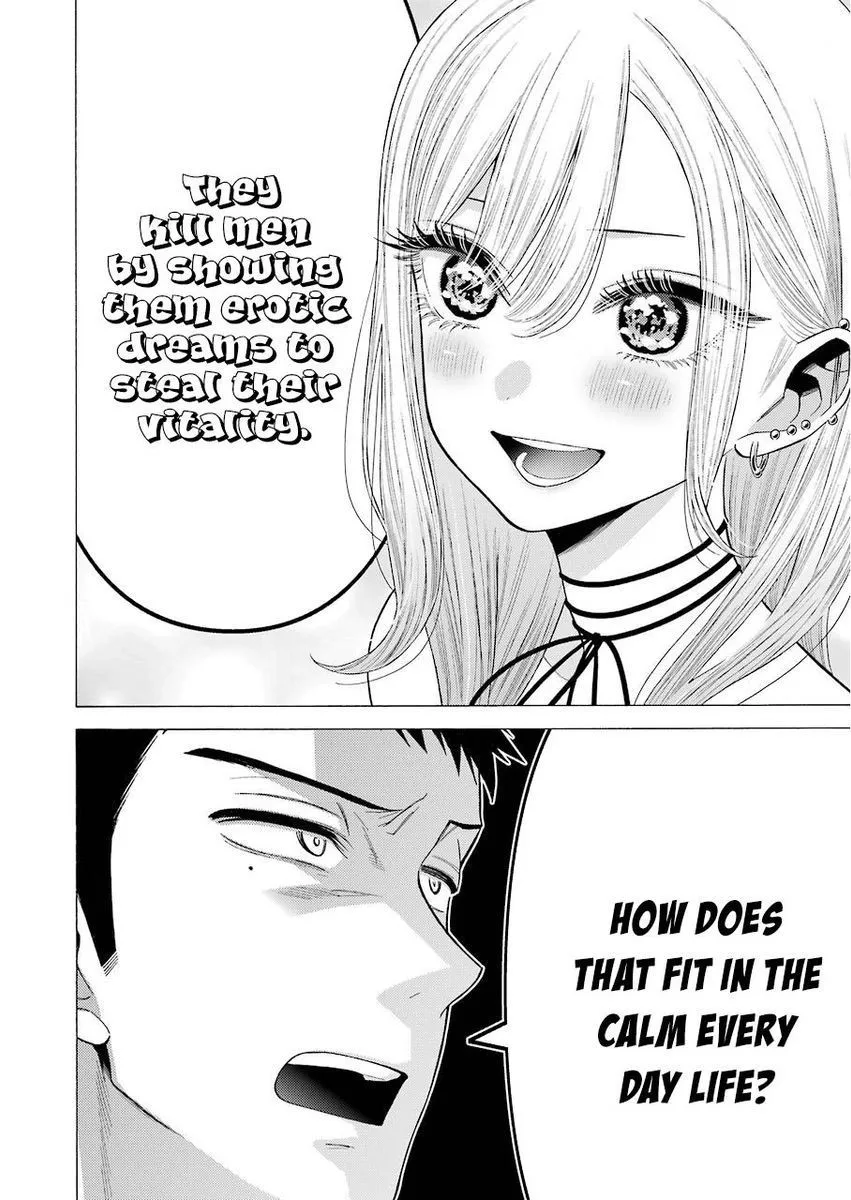 They
kill men
by showing
them erotic
dreams to
steal their
vitality.
HOW DOES
THAT FIT IN THE
CALM EVERY
DAY LIFE?